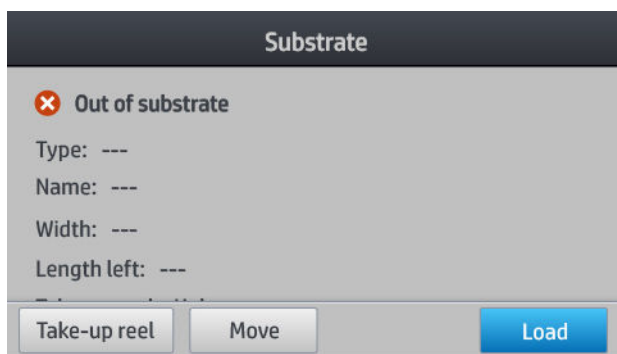 Substrate
Out of substrate
Type: ---
Name: ---
Width: ---
Length left: ---
Take-up reel
Move
Load